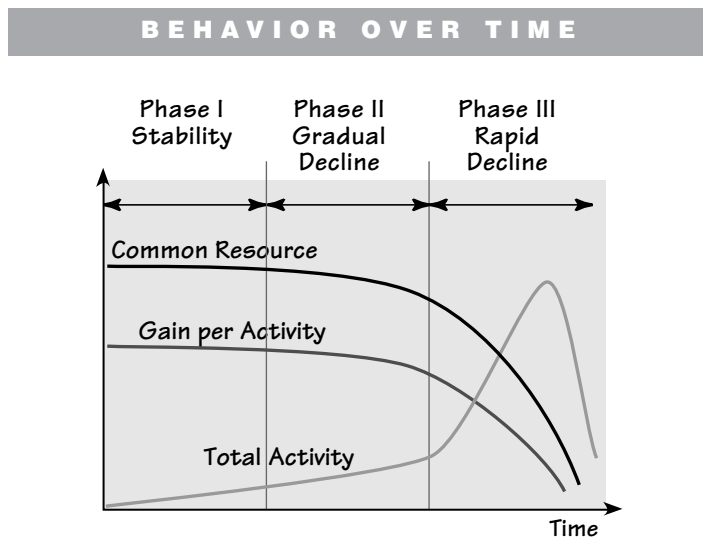 BEHAVIOR OVER TIME
Phase I
Stability
Phase II
Gradual
Decline
Phase III
Rapid
Decline
Common Resource
Gain per Activity
Total Activity
Time